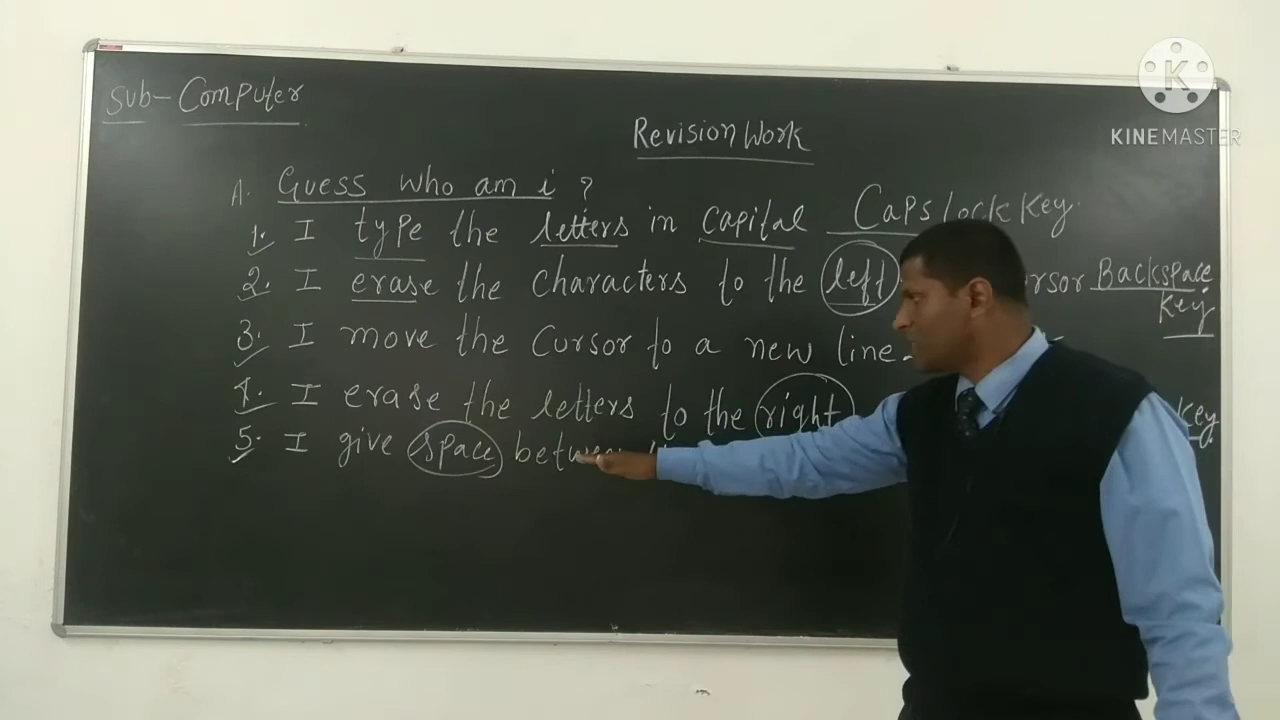 Sub- Computer
K
KINEMASTER
Revision Work
A. Guess who am i ?
1. I type the letters in capital Caps lock key.
2. I erase the characters to the left Backspace key
3. I move the cursor to a new line.
4. I erase the letters to the right key
5. I give space between